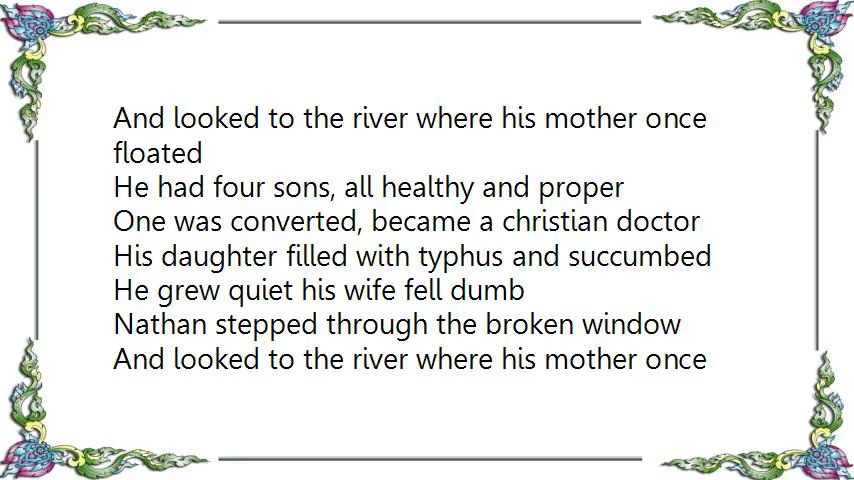 And looked to the river where his mother once
floated
He had four sons, all healthy and proper
One was converted, became a christian doctor
His daughter filled with typhus and succumbed
He grew quiet his wife fell dumb
Nathan stepped through the broken window
And looked to the river where his mother once